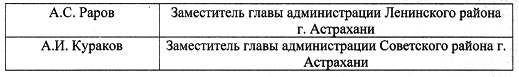 А.С. Раров Заместитель главы администрации Ленинского района
г. Астрахани
А.И. Кураков Заместитель главы администрации Советского района г.
Астрахани